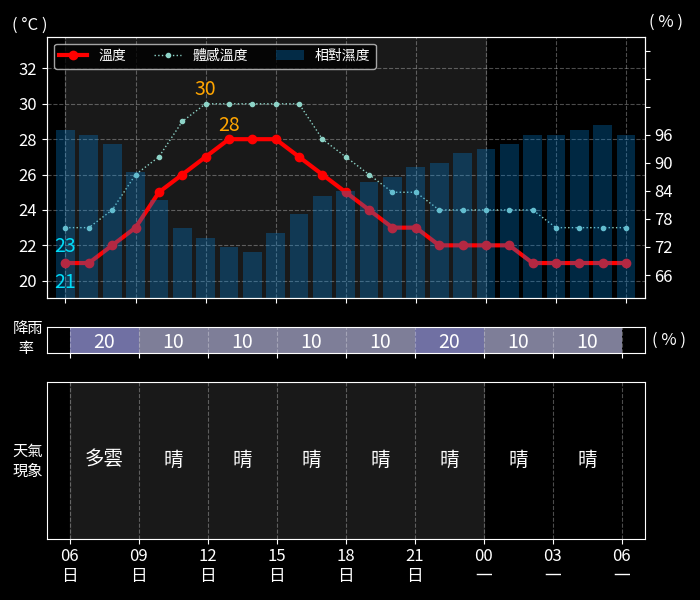 ( °C )
( % )
溫度 體感溫度 相對濕度
32
30
28
26
24
22
20
30
28
23
21
96
90
84
78
72
66
降雨
率
20 10 10 10 10 20 10 10
( % )
天氣
現象
多雲 晴 晴 晴 晴 晴 晴 晴
06 09 12 15 18 21 00 03 06
日 日 日 日 日 日 一 一 一